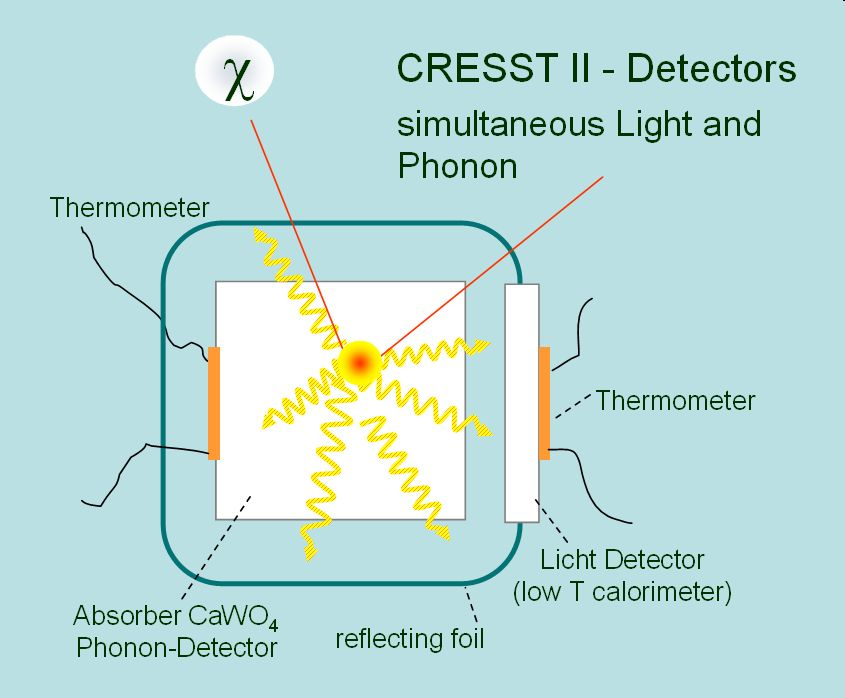 χ
CRESST II - Detectors
simultaneous Light and
Phonon
Thermometer
Thermometer
Licht Detector
(low T calorimeter)
Absorber CaWO₄
Phonon-Detector
reflecting foil